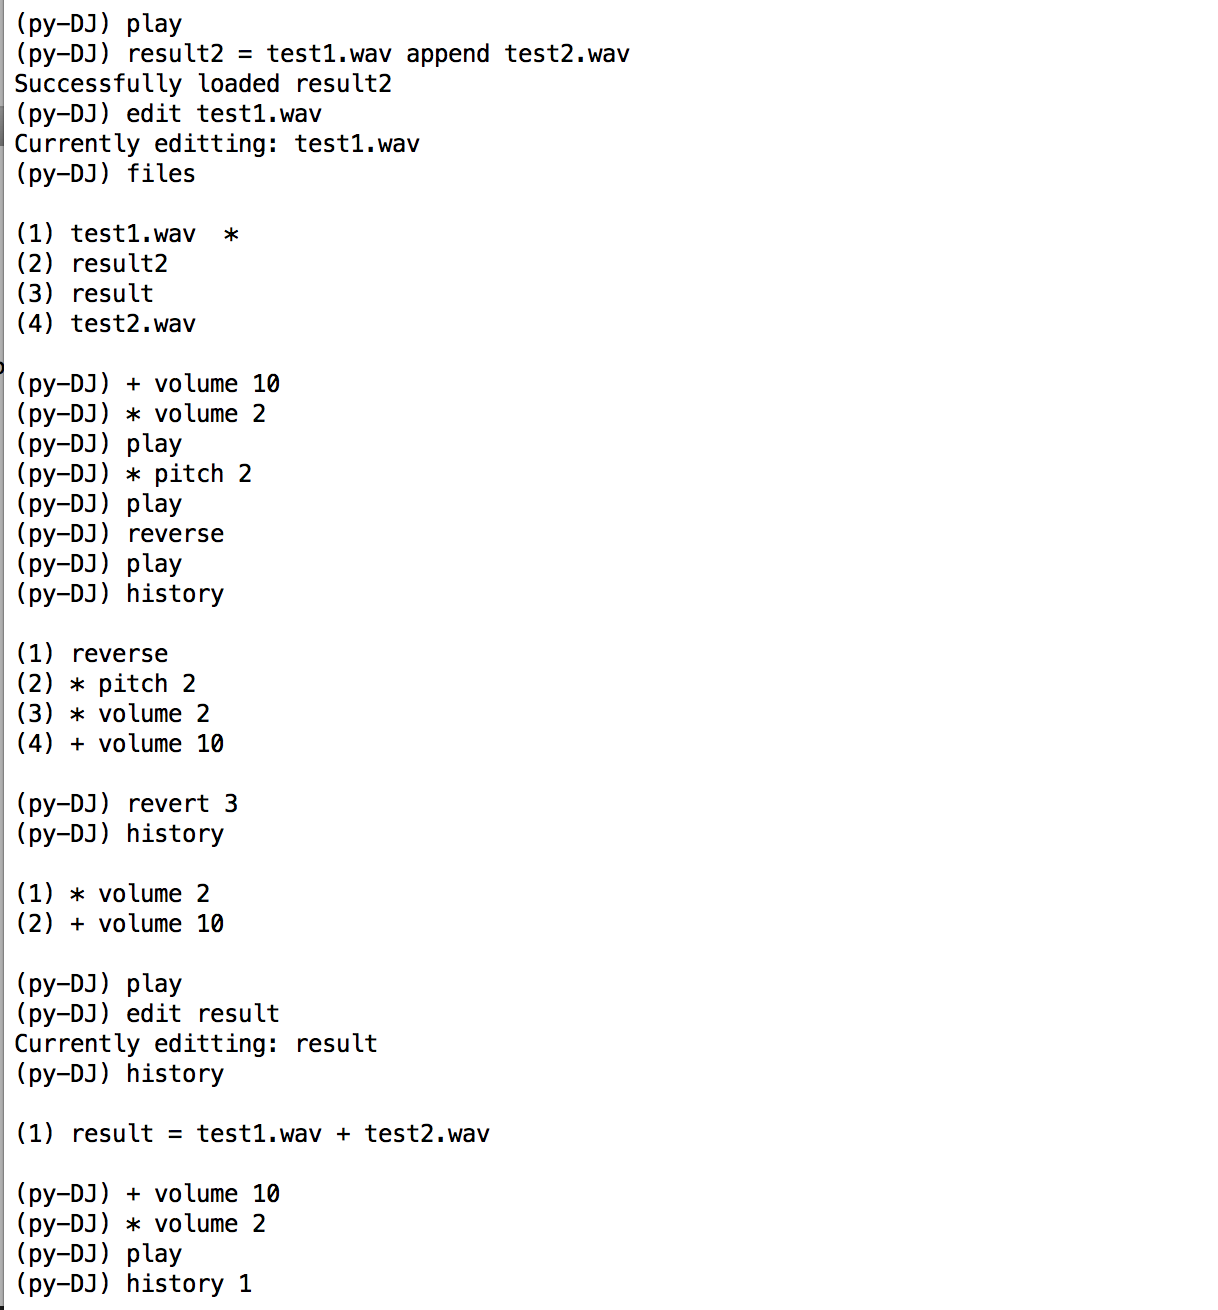 (py-DJ) play
(py-DJ) result2 = test1.wav append test2.wav
Successfully loaded result2
(py-DJ) edit test1.wav
Currently editting: test1.wav
(py-DJ) files
(1) test1.wav  *
(2) result2
(3) result
(4) test2.wav
(py-DJ) + volume 10
(py-DJ) * volume 2
(py-DJ) play
(py-DJ) * pitch 2
(py-DJ) play
(py-DJ) reverse
(py-DJ) play
(py-DJ) history
(1) reverse
(2) * pitch 2
(3) * volume 2
(4) + volume 10
(py-DJ) revert 3
(py-DJ) history
(1) * volume 2
(2) + volume 10
(py-DJ) play
(py-DJ) edit result
Currently editting: result
(py-DJ) history
(1) result = test1.wav + test2.wav
(py-DJ) + volume 10
(py-DJ) * volume 2
(py-DJ) play
(py-DJ) history 1